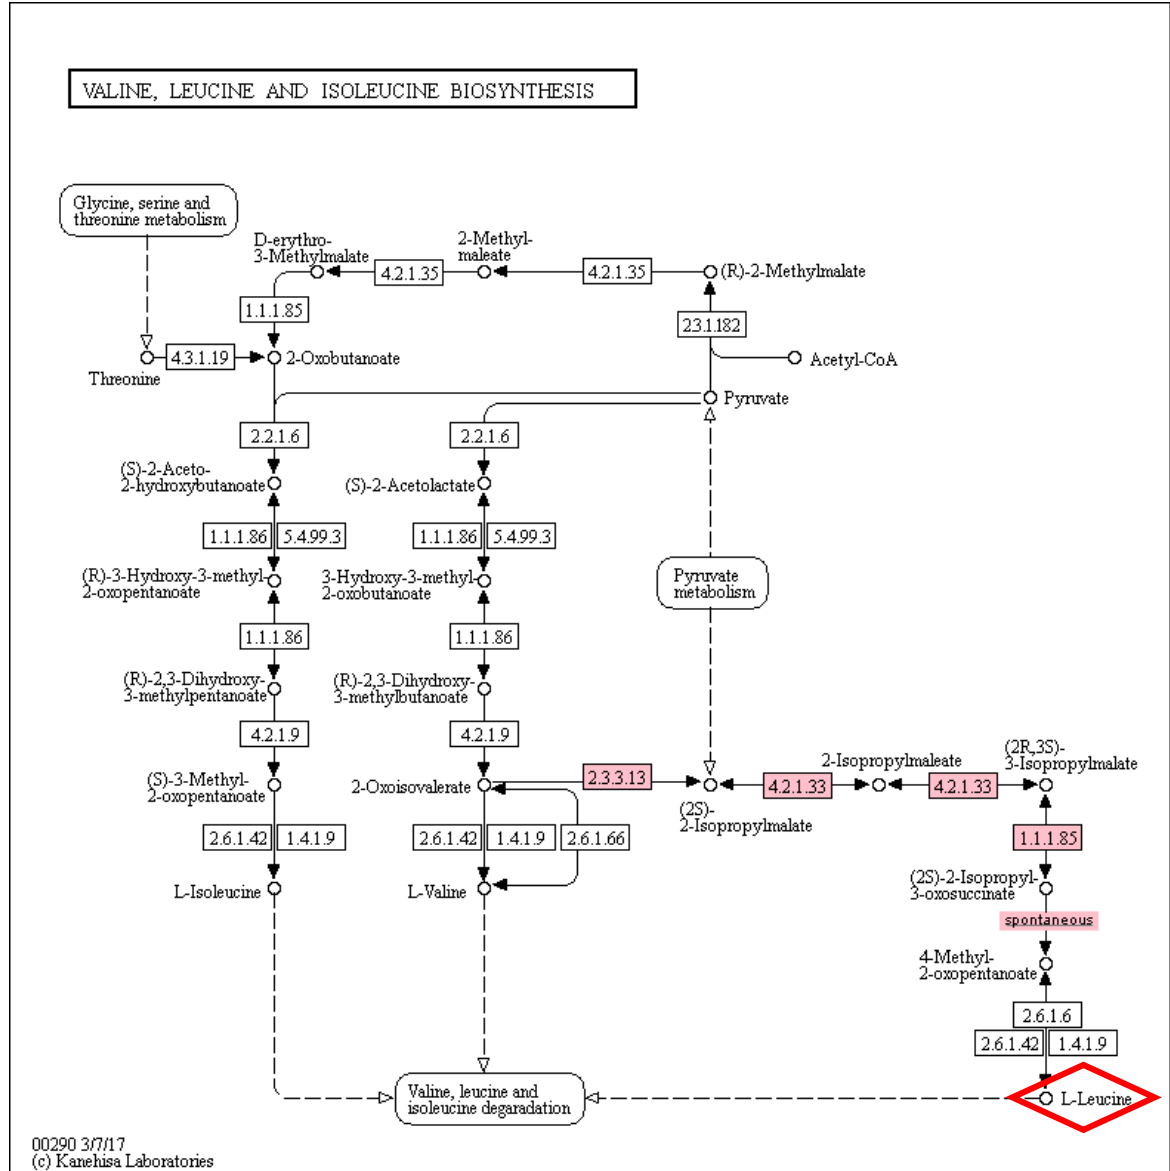 VALINE, LEUCINE AND ISOLEUCINE BIOSYNTHESIS
Glycine, serine and
threonine metabolism
D-erythro-
3-Methylmalate
4.2.1.35
2-Methyl-
maleate
4.2.1.35
(R)-2-Methylmalate
1.1.1.85
2.3.1.182
Threonine
4.3.1.19
2-Oxobutanoate
Acetyl-CoA
Pyruvate
2.2.1.6
2.2.1.6
(S)-2-Aceto-
2-hydroxybutanoate
(S)-2-Acetolactate
1.1.1.86
5.4.99.3
1.1.1.86
5.4.99.3
(R)-3-Hydroxy-3-methyl-
2-oxopentanoate
3-Hydroxy-3-methyl-
2-oxobutanoate
Pyruvate
metabolism
1.1.1.86
1.1.1.86
(R)-2,3-Dihydroxy-
3-methylpentanoate
(R)-2,3-Dihydroxy-
3-methylbutanoate
4.2.1.9
4.2.1.9
(S)-3-Methyl-
2-oxopentanoate
2-Oxoisovalerate
2.3.3.13
(2S)-
2-Isopropylmalate
4.2.1.33
2-Isopropylmaleate
4.2.1.33
(2R,3S)-
3-Isopropylmalate
2.6.1.42
1.4.1.9
2.6.1.42
1.4.1.9
2.6.1.66
1.1.1.85
L-Isoleucine
L-Valine
(2S)-2-Isopropyl-
3-oxosuccinate
spontaneous
4-Methyl-
2-oxopentanoate
2.6.1.6
2.6.1.42
1.4.1.9
Valine, leucine and
isoleucine degaradation
L-Leucine
00290 3/7/17
(c) Kanehisa Laboratories